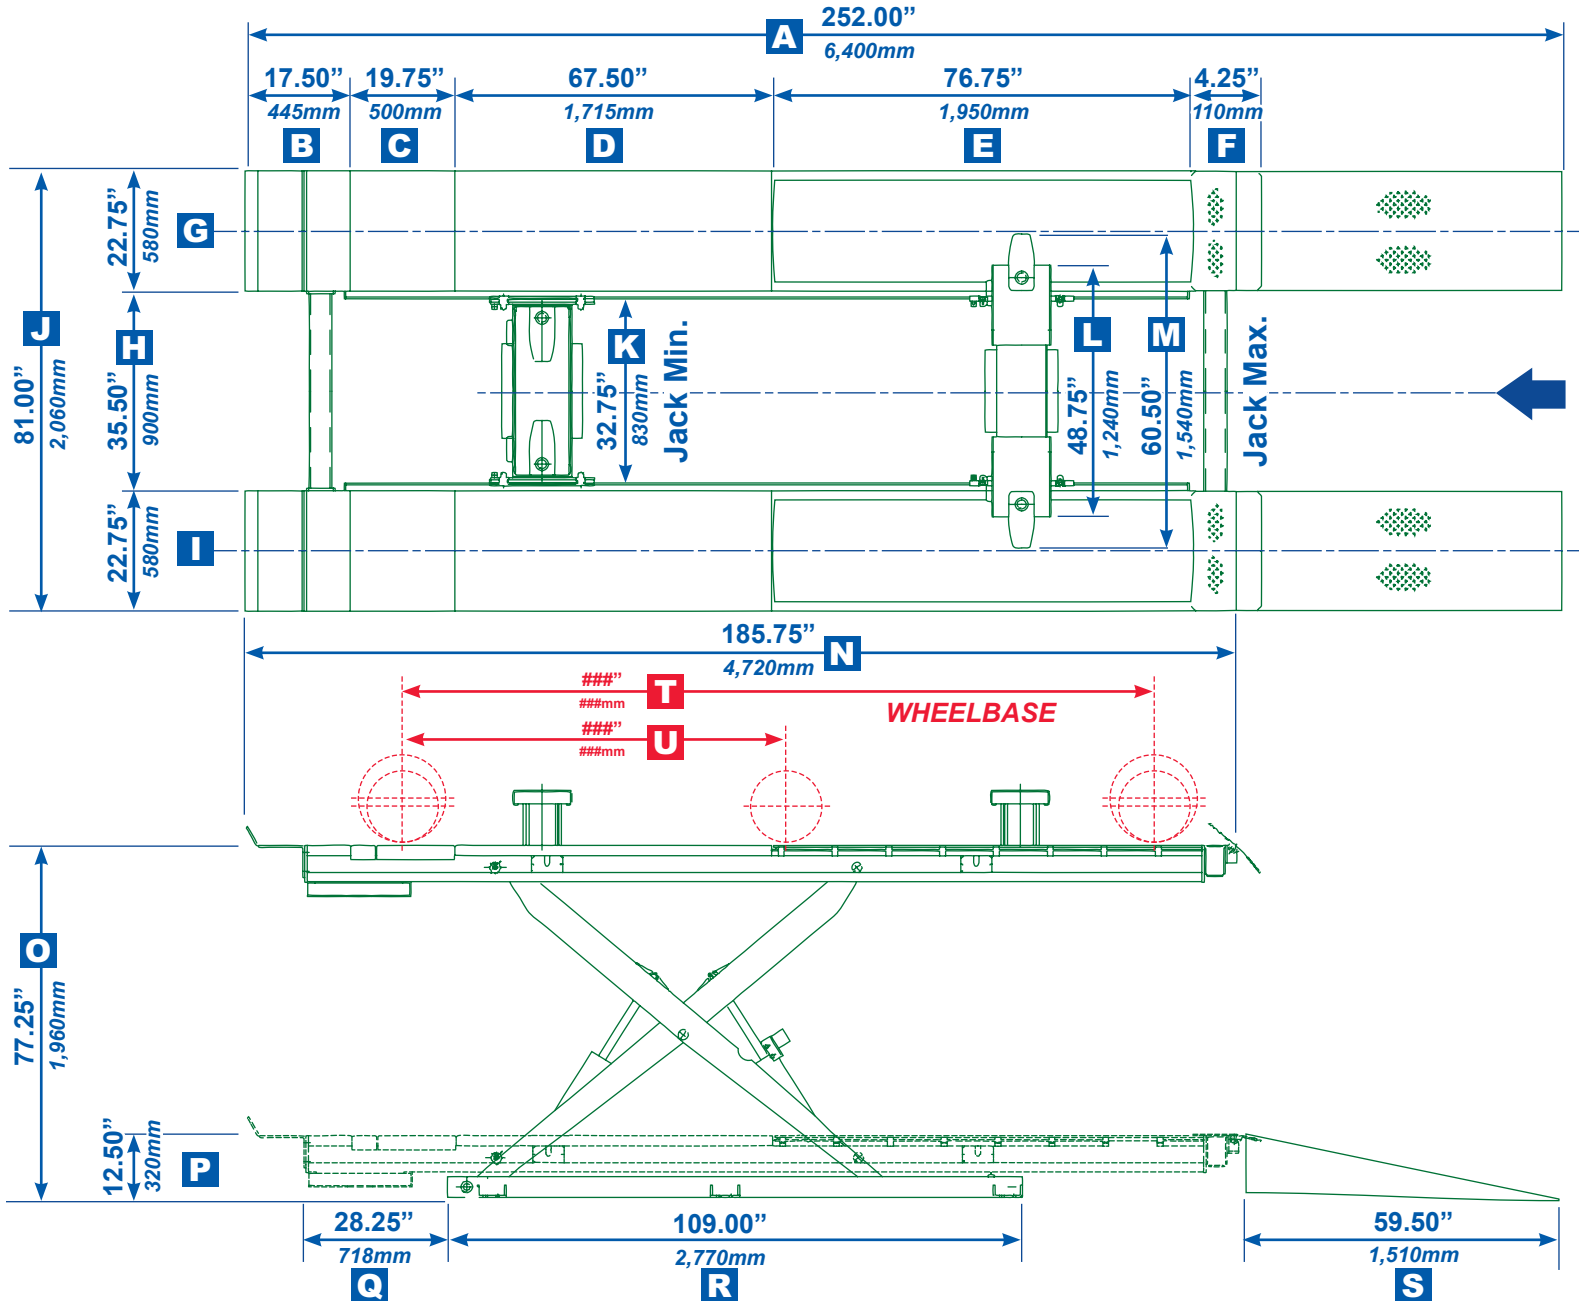 252.00”
A
6,400mm
17.50” 19.75” 67.50” 76.75” 4.25”
445mm 500mm 1,715mm 1,950mm 110mm
B C D E F
22.75”
580mm
G
J
81.00”
2,060mm
H
35.50”
900mm
K
32.75”
830mm
Jack Min.
L
48.75”
1,240mm
M
60.50”
1,540mm
Jack Max.
22.75”
580mm
I
185.75”
4,720mm
N
###”
###mm
T
WHEELBASE
###”
###mm
U
O
77.25”
1,960mm
12.50”
320mm
P
28.25” 109.00” 59.50”
718mm 2,770mm 1,510mm
Q R S